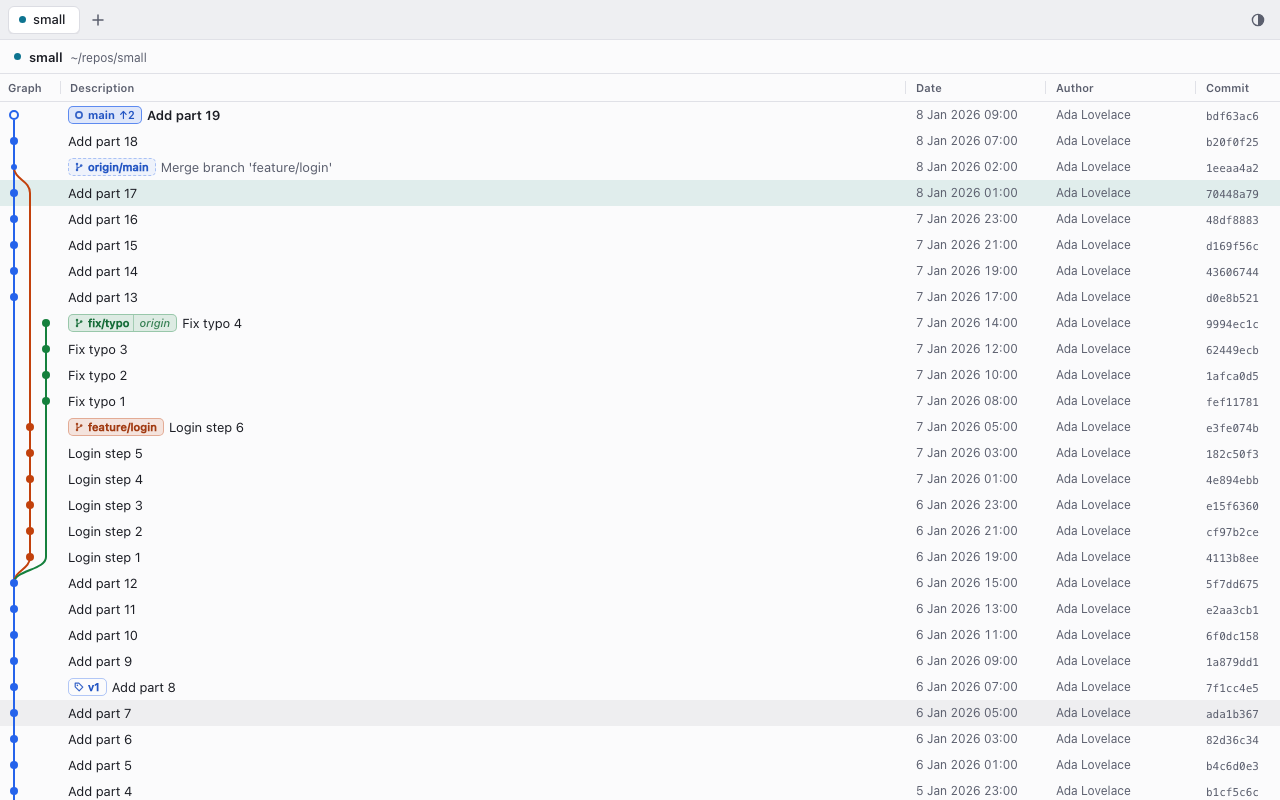 small
small ~/repos/small
Graph Description Date Author Commit
main ↑2 Add part 19 8 Jan 2026 09:00 Ada Lovelace bdf63ac6
Add part 18 8 Jan 2026 07:00 Ada Lovelace b20f0f25
origin/main Merge branch 'feature/login' 8 Jan 2026 02:00 Ada Lovelace 1eeaa4a2
Add part 17 8 Jan 2026 01:00 Ada Lovelace 70448a79
Add part 16 7 Jan 2026 23:00 Ada Lovelace 48df8883
Add part 15 7 Jan 2026 21:00 Ada Lovelace d169f56c
Add part 14 7 Jan 2026 19:00 Ada Lovelace 43606744
Add part 13 7 Jan 2026 17:00 Ada Lovelace d0e8b521
fix/typo origin Fix typo 4 7 Jan 2026 14:00 Ada Lovelace 9994ec1c
Fix typo 3 7 Jan 2026 12:00 Ada Lovelace 62449ecb
Fix typo 2 7 Jan 2026 10:00 Ada Lovelace 1afca0d5
Fix typo 1 7 Jan 2026 08:00 Ada Lovelace fef11781
feature/login Login step 6 7 Jan 2026 05:00 Ada Lovelace e3fe074b
Login step 5 7 Jan 2026 03:00 Ada Lovelace 182c50f3
Login step 4 7 Jan 2026 01:00 Ada Lovelace 4e894ebb
Login step 3 6 Jan 2026 23:00 Ada Lovelace e15f6360
Login step 2 6 Jan 2026 21:00 Ada Lovelace cf97b2ce
Login step 1 6 Jan 2026 19:00 Ada Lovelace 4113b8ee
Add part 12 6 Jan 2026 15:00 Ada Lovelace 5f7dd675
Add part 11 6 Jan 2026 13:00 Ada Lovelace e2aa3cb1
Add part 10 6 Jan 2026 11:00 Ada Lovelace 6f0dc158
Add part 9 6 Jan 2026 09:00 Ada Lovelace 1a879dd1
v1 Add part 8 6 Jan 2026 07:00 Ada Lovelace 7f1cc4e5
Add part 7 6 Jan 2026 05:00 Ada Lovelace ada1b367
Add part 6 6 Jan 2026 03:00 Ada Lovelace 82d36c34
Add part 5 6 Jan 2026 01:00 Ada Lovelace b4c6d0e3
Add part 4 5 Jan 2026 23:00 Ada Lovelace b1cf5c6c